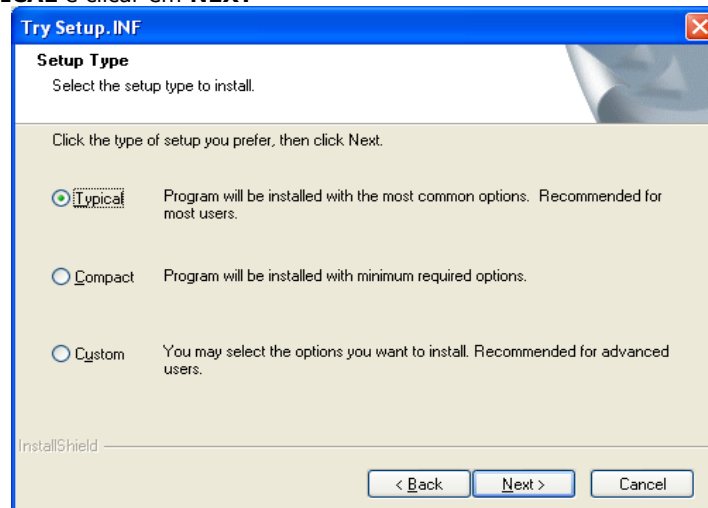 e clicar em NEXT
Try Setup.INF
Setup Type
Select the setup type to install.
Click the type of setup you prefer, then click Next.
Typical
Program will be installed with the most common options. Recommended for
most users.
Compact
Program will be installed with minimum required options.
Custom
You may select the options you want to install. Recommended for advanced
users.
InstallShield
< Back
Next >
Cancel